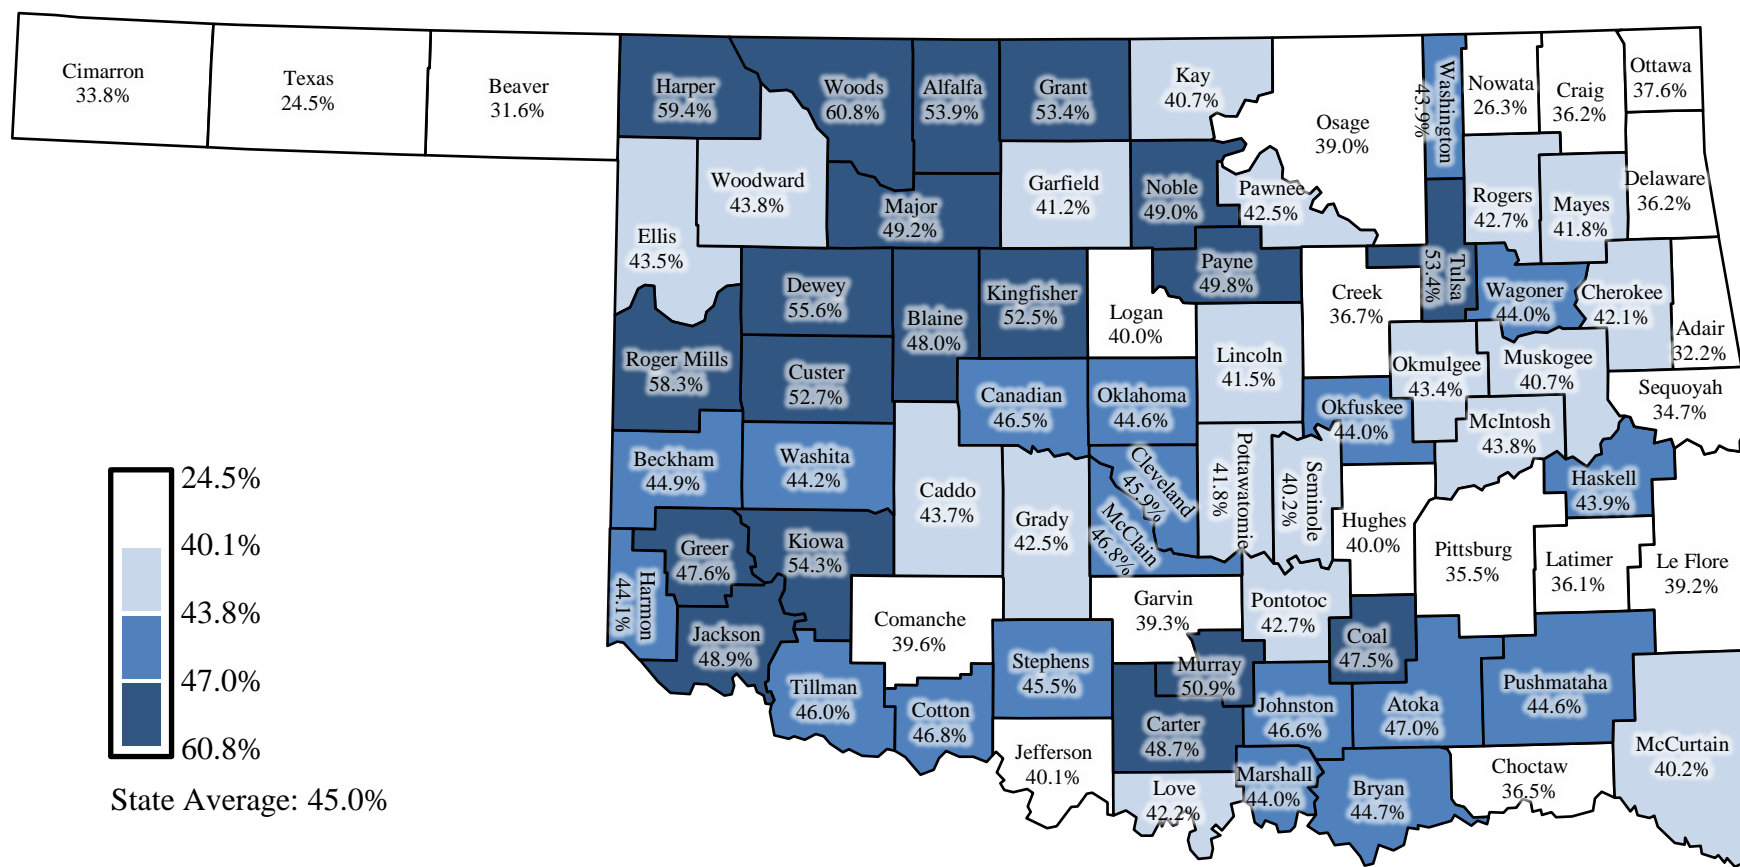 Cimarron
33.8%
Texas
24.5%
Beaver
31.6%
Harper
59.4%
Woods
60.8%
Alfalfa
53.9%
Grant
53.4%
Kay
40.7%
Osage
39.0%
Washington
43.9%
Nowata
26.3%
Craig
36.2%
Ottawa
37.6%
Woodward
43.8%
Ellis
43.5%
Major
49.2%
Garfield
41.2%
Noble
49.0%
Pawnee
42.5%
Rogers
42.7%
Mayes
41.8%
Delaware
36.2%
Dewey
55.6%
Blaine
48.0%
Kingfisher
52.5%
Logan
40.0%
Payne
49.8%
Creek
36.7%
Tulsa
53.4%
Wagoner
44.0%
Cherokee
42.1%
Adair
32.2%
Roger Mills
58.3%
Custer
52.7%
Lincoln
41.5%
Okmulgee
43.4%
Muskogee
40.7%
Sequoyah
34.7%
Canadian
46.5%
Oklahoma
44.6%
Okfuskee
44.0%
McIntosh
43.8%
Beckham
44.9%
Washita
44.2%
Caddo
43.7%
Grady
42.5%
Cleveland
45.9%
McClain
46.8%
Pottawatomie
41.8%
Seminole
40.2%
Hughes
40.0%
Pittsburg
35.5%
Haskell
43.9%
Latimer
36.1%
Le Flore
39.2%
Harmon
44.1%
Greer
47.6%
Kiowa
54.3%
Jackson
48.9%
Tillman
46.0%
Comanche
39.6%
Cotton
46.8%
Stephens
45.5%
Jefferson
40.1%
Garvin
39.3%
Murray
50.9%
Carter
48.7%
Love
42.2%
Pontotoc
42.7%
Coal
47.5%
Johnston
46.6%
Marshall
44.0%
Atoka
47.0%
Bryan
44.7%
Pushmataha
44.6%
Choctaw
36.5%
McCurtain
40.2%
24.5%
40.1%
43.8%
47.0%
60.8%
State Average: 45.0%